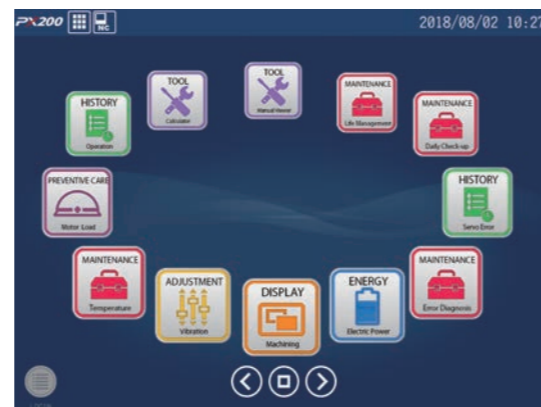 PX200
NC
2018/08/02 10:27
TOOL
Calculator
TOOL
Manual Viewer
MAINTENANCE
Life Management
HISTORY
Operation
MAINTENANCE
Daily Check-up
PREVENTIVE CARE
Motor Load
HISTORY
Servo Error
MAINTENANCE
Temperature
ADJUSTMENT
Vibration
DISPLAY
Machining
ENERGY
Electric Power
MAINTENANCE
Error Diagnosis